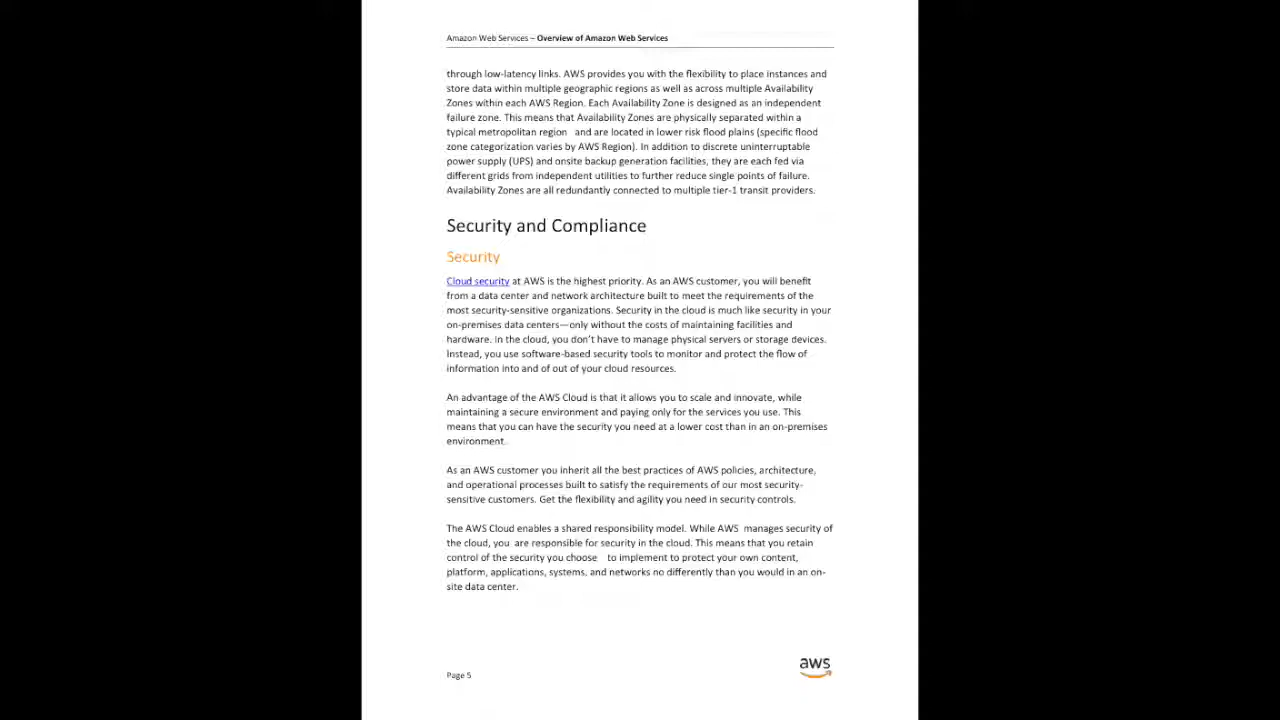 Amazon Web Services – Overview of Amazon Web Services
through low-latency links. AWS provides you with the flexibility to place instances and
store data within multiple geographic regions as well as across multiple Availability
Zones within each AWS Region. Each Availability Zone is designed as an independent
failure zone. This means that Availability Zones are physically separated within a
typical metropolitan region and are located in lower risk flood plains (specific flood
zone categorization varies by AWS Region). In addition to discrete uninterruptable
power supply (UPS) and onsite backup generation facilities, they are each fed via
different grids from independent utilities to further reduce single points of failure.
Availability Zones are all redundantly connected to multiple tier-1 transit providers.
Security and Compliance
Security
Cloud security at AWS is the highest priority. As an AWS customer, you will benefit
from a data center and network architecture built to meet the requirements of the
most security-sensitive organizations. Security in the cloud is much like security in your
on-premises data centers—only without the costs of maintaining facilities and
hardware. In the cloud, you don't have to manage physical servers or storage devices.
Instead, you use software-based security tools to monitor and protect the flow of
information into and of out of your cloud resources.
An advantage of the AWS Cloud is that it allows you to scale and innovate, while
maintaining a secure environment and paying only for the services you use. This
means that you can have the security you need at a lower cost than in an on-premises
environment.
As an AWS customer you inherit all the best practices of AWS policies, architecture,
and operational processes built to satisfy the requirements of our most security-
sensitive customers. Get the flexibility and agility you need in security controls.
The AWS Cloud enables a shared responsibility model. While AWS manages security of
the cloud, you are responsible for security in the cloud. This means that you retain
control of the security you choose to implement to protect your own content,
platform, applications, systems, and networks no differently than you would in an on-
site data center.
aws
Page 5